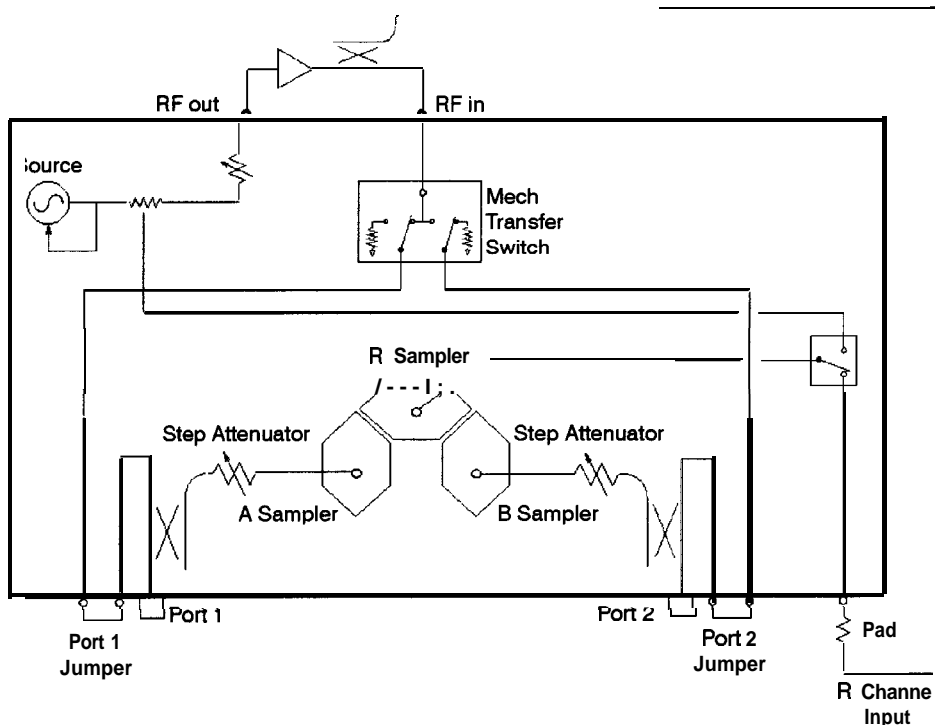 RF out
RF in
ource
Mech
Transfer
Switch
R Sampler
Step Attenuator
Step Attenuator
A Sampler
B Sampler
Port 1
Port 2
Port 1
Jumper
Port 2
Jumper
Pad
R Channe
Input